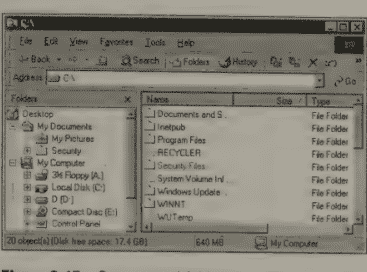 C:\
File Edit View Favorites Tools Help
Back Search Folders History
Address C:\ Go
Folders
Desktop
My Documents
My Pictures
Security
My Computer
3½ Floppy (A:)
Local Disk (C:)
D (D:)
Compact Disc (E:)
Control Panel
Name Size Type
Documents and S... File Folder
Inetpub File Folder
Program Files File Folder
RECYCLER File Folder
Security Files File Folder
System Volume Inf... File Folder
Windows Update... File Folder
WINNT File Folder
WUTemp File Folder
20 object(s) (Disk free space: 17.4 GB) 640 MB My Computer